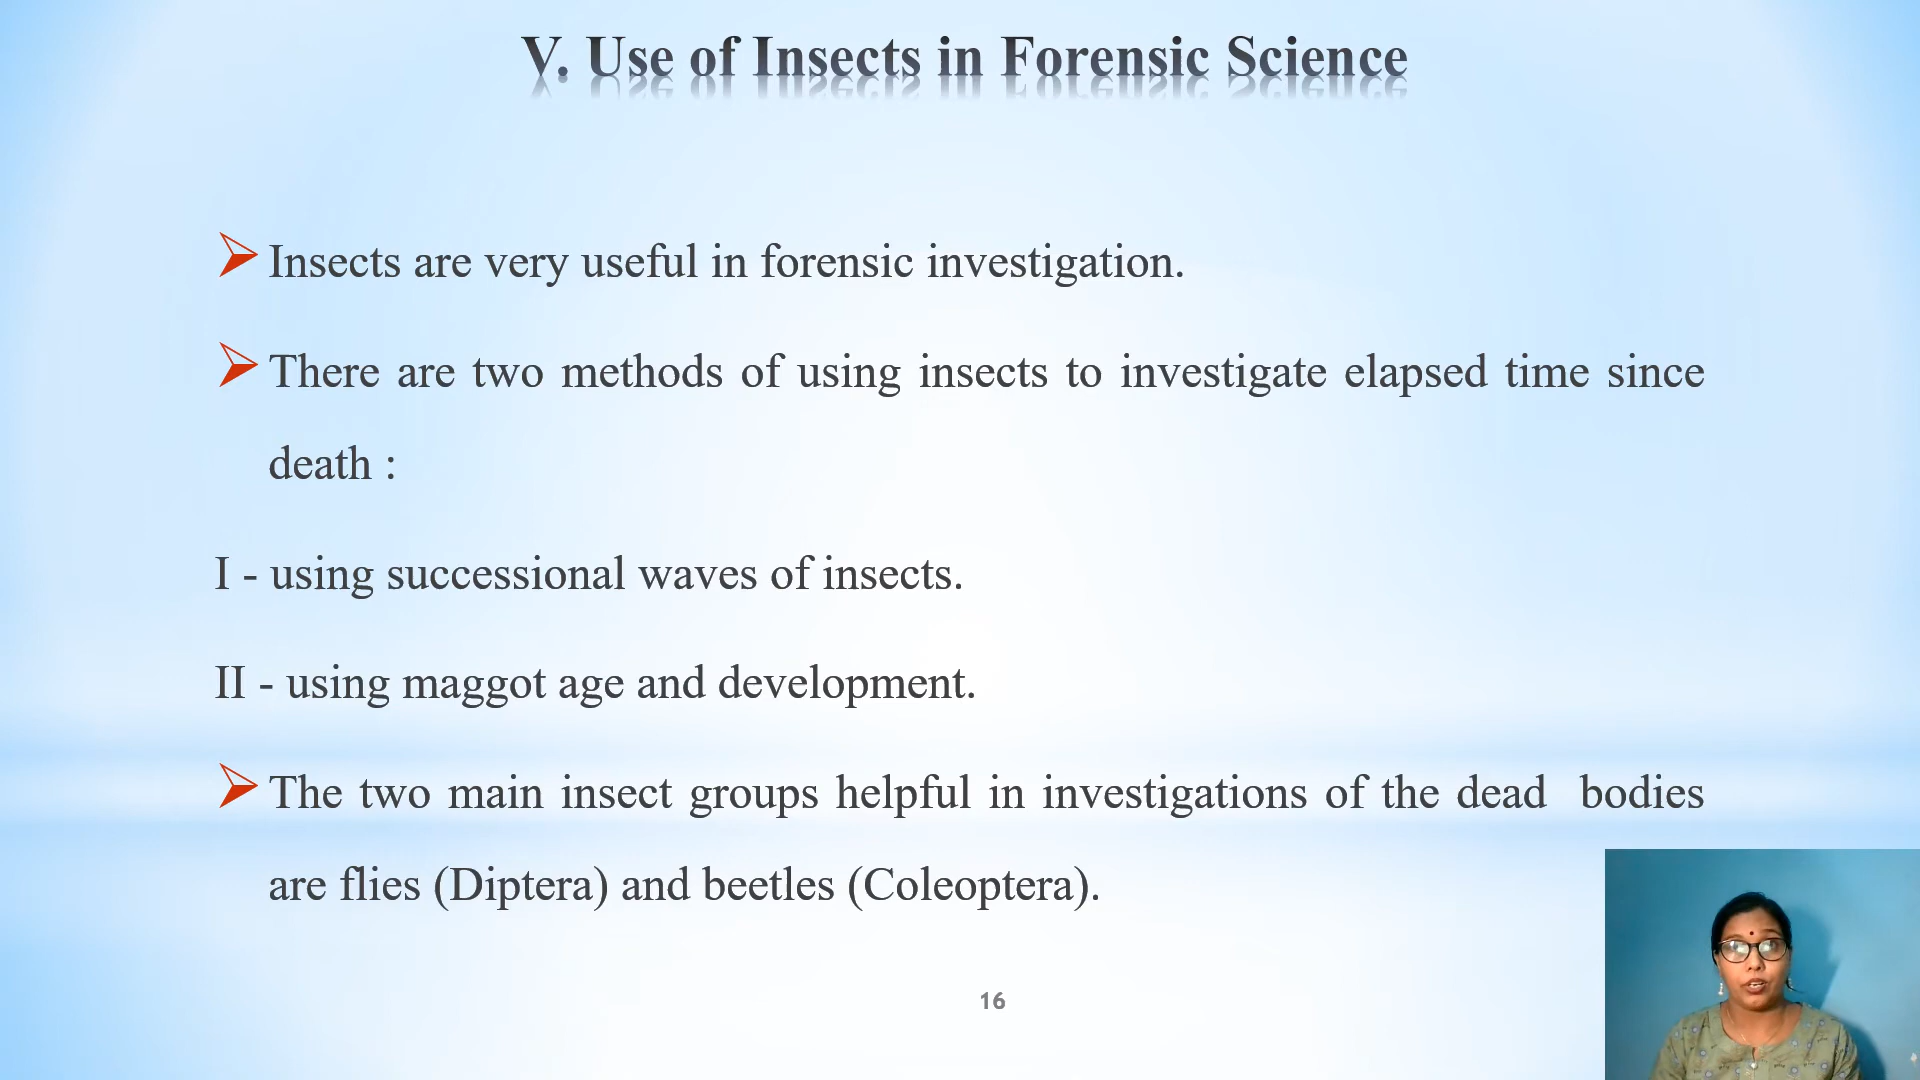 V. Use of Insects in Forensic Science
Insects are very useful in forensic investigation.
There are two methods of using insects to investigate elapsed time since
death :
I - using successional waves of insects.
II - using maggot age and development.
The two main insect groups helpful in investigations of the dead bodies
are flies (Diptera) and beetles (Coleoptera).
16